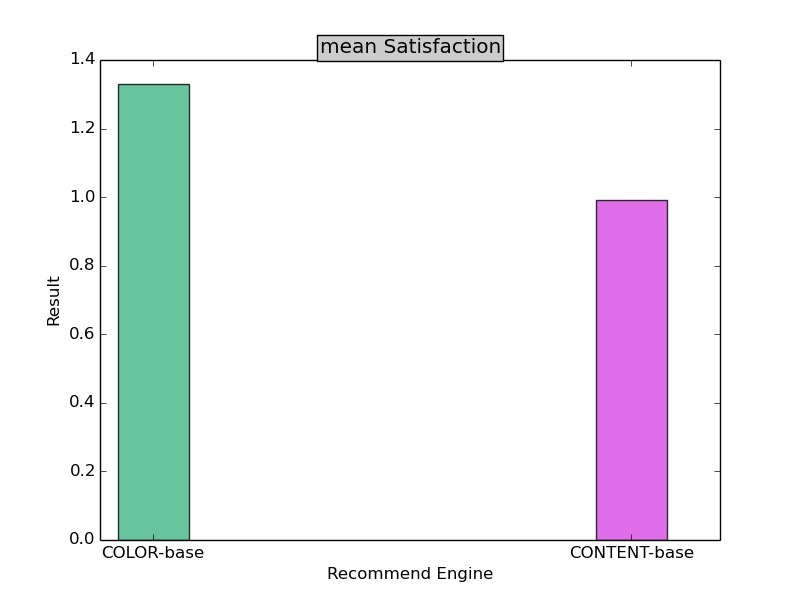 mean Satisfaction
1.4
1.2
1.0
0.8
0.6
0.4
0.2
0.0
Result
COLOR-base CONTENT-base
Recommend Engine